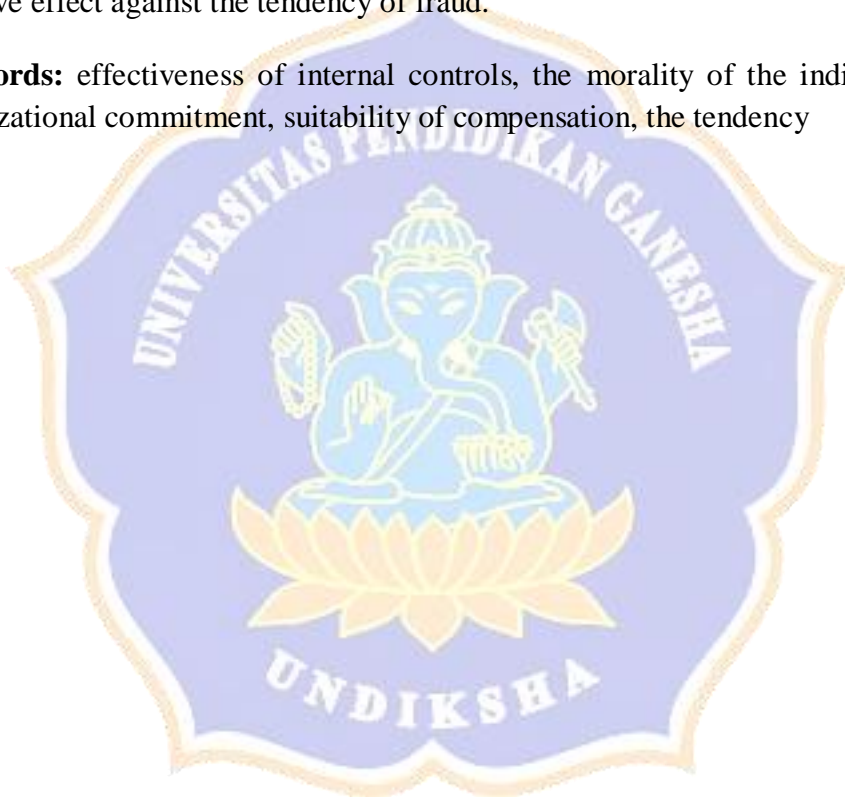 ve effect against the tendency of fraud.
ords: effectiveness of internal controls, the morality of the indi
zational commitment, suitability of compensation, the tendency
UNIVERSITAS PENDIDIKAN GANESHA
UNDIKSHA